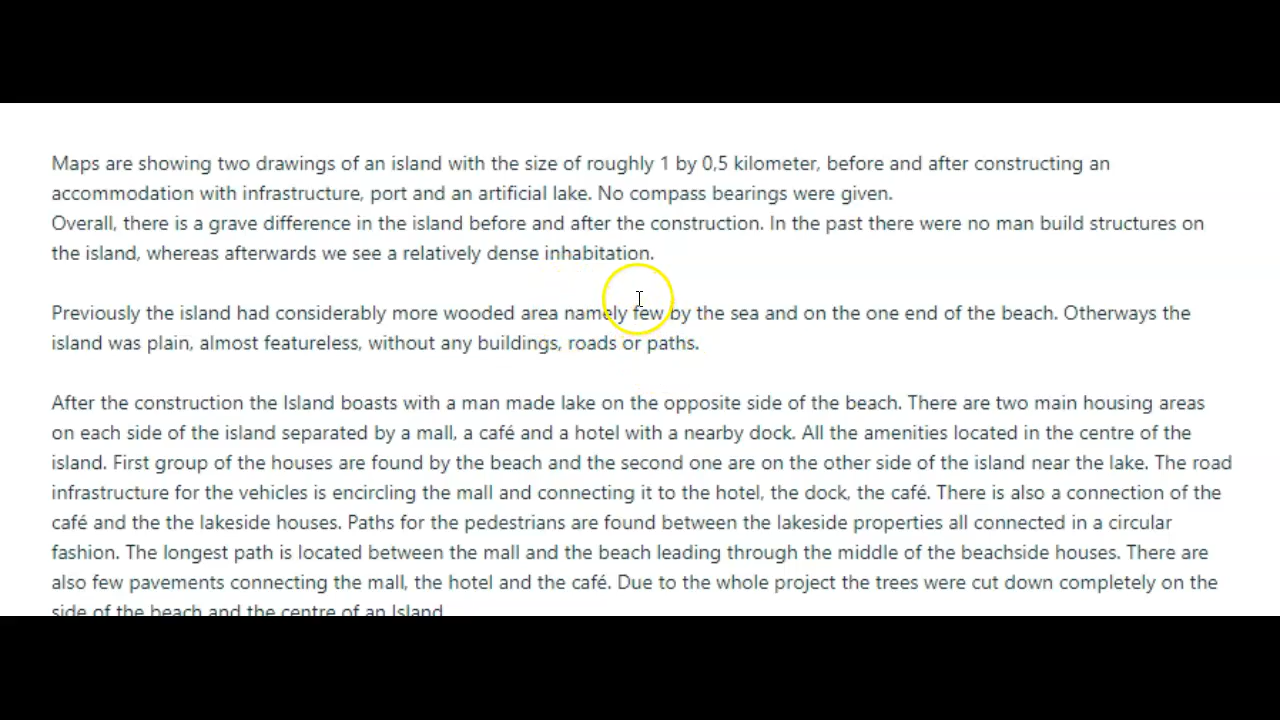 Maps are showing two drawings of an island with the size of roughly 1 by 0,5 kilometer, before and after constructing an
accommodation with infrastructure, port and an artificial lake. No compass bearings were given.
Overall, there is a grave difference in the island before and after the construction. In the past there were no man build structures on
the island, whereas afterwards we see a relatively dense inhabitation.
Previously the island had considerably more wooded area namely few by the sea and on the one end of the beach. Otherways the
island was plain, almost featureless, without any buildings, roads or paths.
After the construction the Island boasts with a man made lake on the opposite side of the beach. There are two main housing areas
on each side of the island separated by a mall, a café and a hotel with a nearby dock. All the amenities located in the centre of the
island. First group of the houses are found by the beach and the second one are on the other side of the island near the lake. The road
infrastructure for the vehicles is encircling the mall and connecting it to the hotel, the dock, the café. There is also a connection of the
café and the the lakeside houses. Paths for the pedestrians are found between the lakeside properties all connected in a circular
fashion. The longest path is located between the mall and the beach leading through the middle of the beachside houses. There are
also few pavements connecting the mall, the hotel and the café. Due to the whole project the trees were cut down completely on the
side of the beach and the centre of an Island